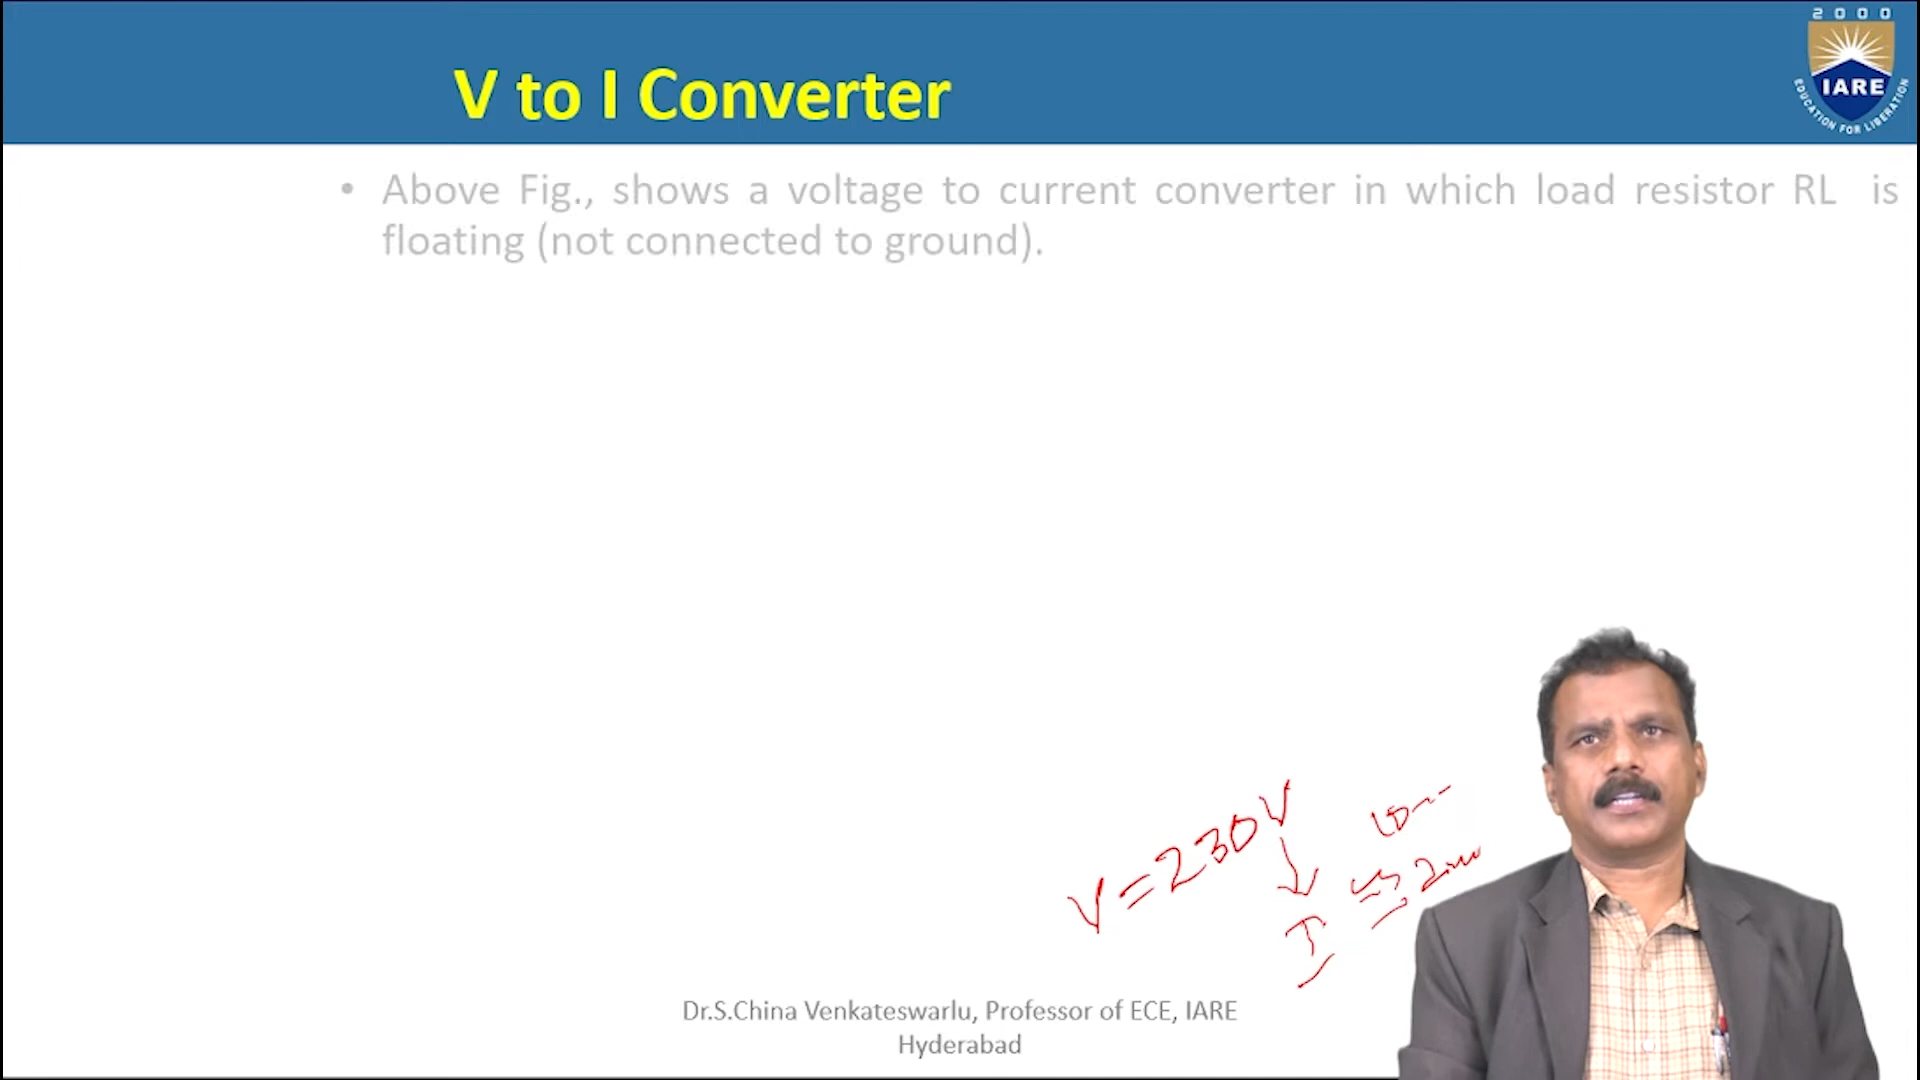 2000
IARE
EDUCATION FOR LIBERATION
V to I Converter
• Above Fig., shows a voltage to current converter in which load resistor RL is
floating (not connected to ground).
V=230V
I
Dr.S.China Venkateswarlu, Professor of ECE, IARE
Hyderabad